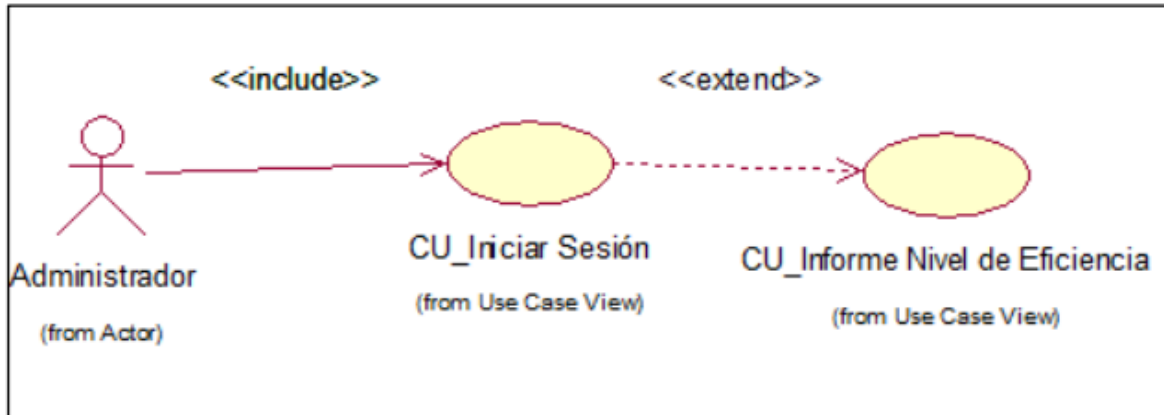 <<include>>
<<extend>>
Administrador
(from Actor)
CU_Iniciar Sesión
(from Use Case View)
CU_Informe Nivel de Eficiencia
(from Use Case View)